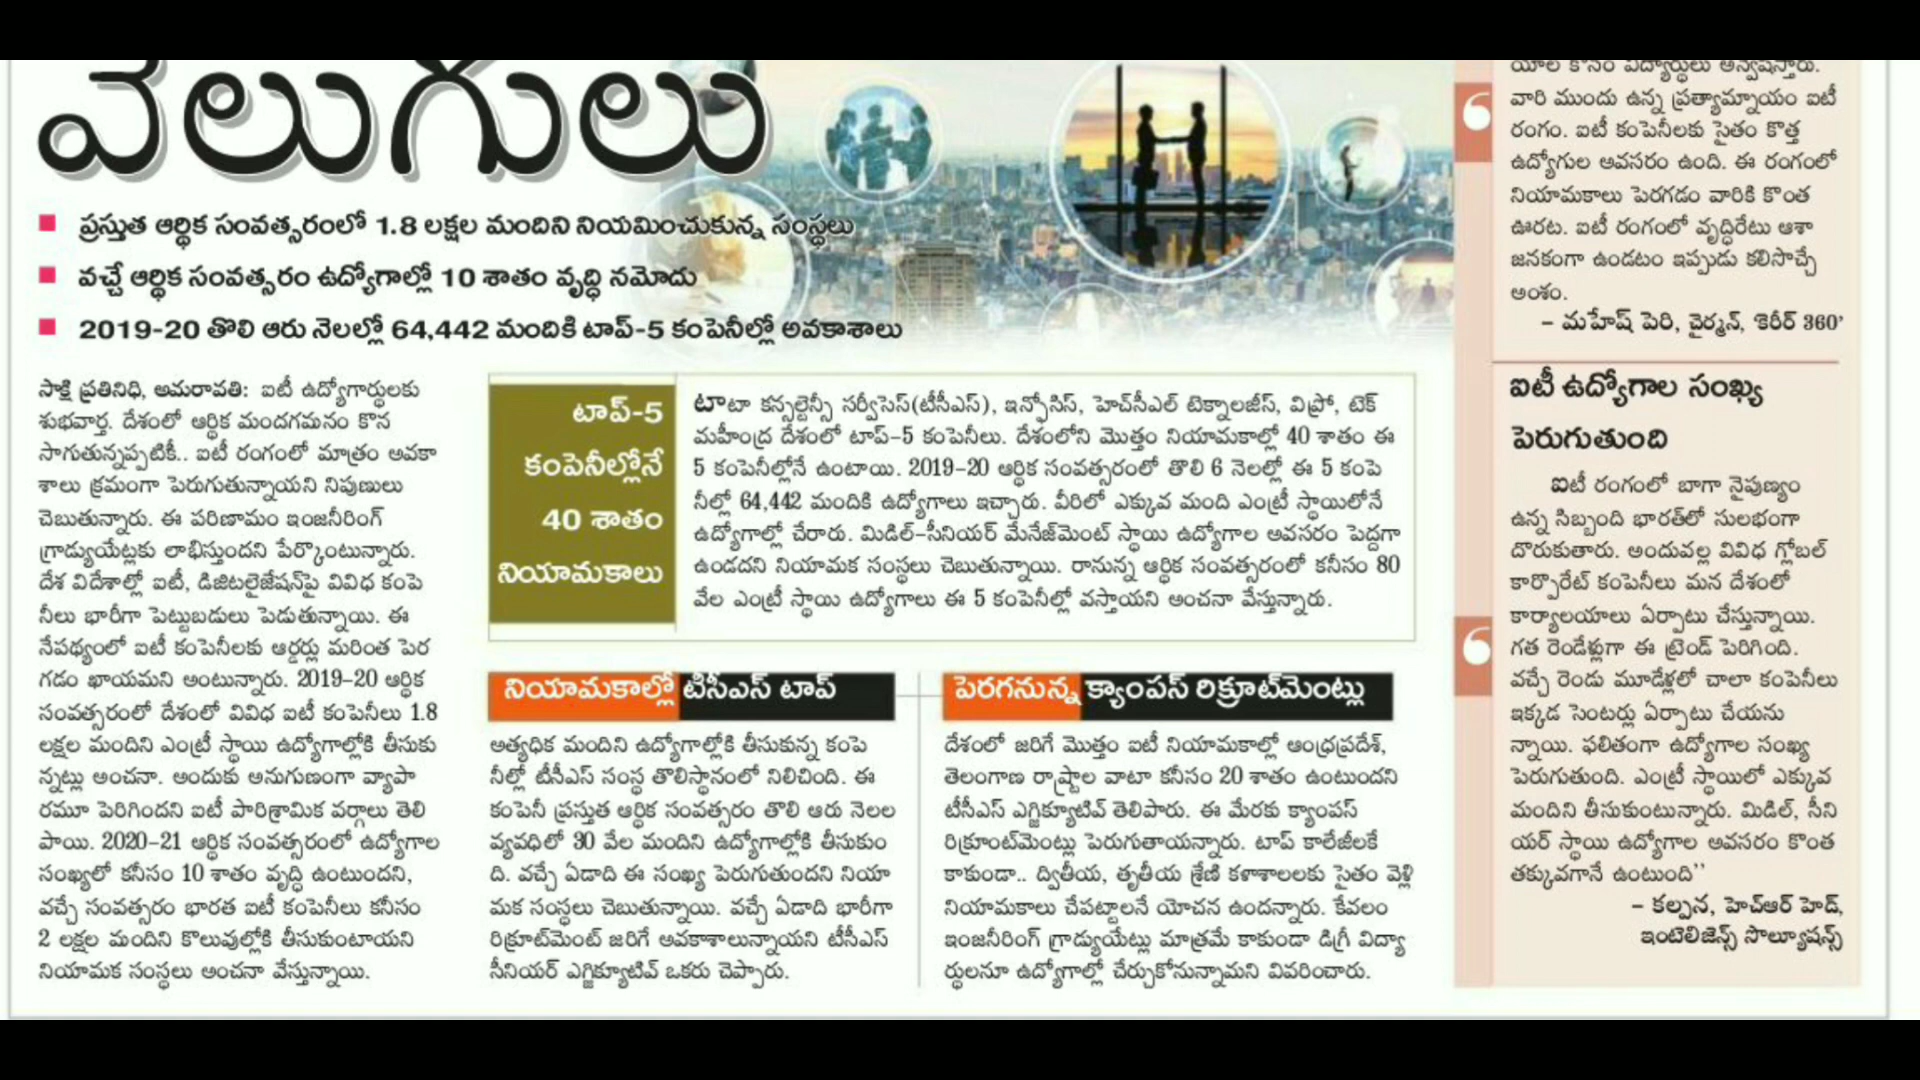 వెలుగులు
■ ప్రస్తుత ఆర్థిక సంవత్సరంలో 1.8 లక్షల మందిని నియమించుకున్న సంస్థలు
■ వచ్చే ఆర్థిక సంవత్సరం ఉద్యోగాల్లో 10 శాతం వృద్ధి నమోదు
■ 2019-20 తొలి ఆరు నెలల్లో 64,442 మందికి టాప్-5 కంపెనీల్లో అవకాశాలు
సాక్షి ప్రతినిధి, అమరావతి: ఐటీ ఉద్యోగార్థులకు
శుభవార్త. దేశంలో ఆర్థిక మందగమనం కొన
సాగుతున్నప్పటికీ.. ఐటీ రంగంలో మాత్రం అవకా
శాలు క్రమంగా పెరుగుతున్నాయని నిపుణులు
చెబుతున్నారు. ఈ పరిణామం ఇంజనీరింగ్
గ్రాడ్యుయేట్లకు లాభిస్తుందని పేర్కొంటున్నారు.
దేశ విదేశాల్లో ఐటీ, డిజిటలైజేషన్‌పై వివిధ కంపె
నీలు భారీగా పెట్టుబడులు పెడుతున్నాయి. ఈ
నేపథ్యంలో ఐటీ కంపెనీలకు ఆర్డర్లు మరింత పెర
గడం ఖాయమని అంటున్నారు. 2019-20 ఆర్థిక
సంవత్సరంలో దేశంలో వివిధ ఐటీ కంపెనీలు 1.8
లక్షల మందిని ఎంట్రీ స్థాయి ఉద్యోగాల్లోకి తీసుకు
న్నట్లు అంచనా. అందుకు అనుగుణంగా వ్యాపా
రమూ పెరిగిందని ఐటీ పారిశ్రామిక వర్గాలు తెలి
పాయి. 2020-21 ఆర్థిక సంవత్సరంలో ఉద్యోగాల
సంఖ్యలో కనీసం 10 శాతం వృద్ధి ఉంటుందని,
వచ్చే సంవత్సరం భారత ఐటీ కంపెనీలు కనీసం
2 లక్షల మందిని కొలువుల్లోకి తీసుకుంటాయని
నియామక సంస్థలు అంచనా వేస్తున్నాయి.
టాప్-5
కంపెనీల్లోనే
40 శాతం
నియామకాలు
టాటా కన్సల్టెన్సీ సర్వీసెస్(టీసీఎస్), ఇన్ఫోసిస్, హెచ్‌సీఎల్ టెక్నాలజీస్, విప్రో, టెక్
మహీంద్ర దేశంలో టాప్-5 కంపెనీలు. దేశంలోని మొత్తం నియామకాల్లో 40 శాతం ఈ
5 కంపెనీల్లోనే ఉంటాయి. 2019-20 ఆర్థిక సంవత్సరంలో తొలి 6 నెలల్లో ఈ 5 కంపె
నీల్లో 64,442 మందికి ఉద్యోగాలు ఇచ్చారు. వీరిలో ఎక్కువ మంది ఎంట్రీ స్థాయిలోనే
ఉద్యోగాల్లో చేరారు. మిడిల్-సీనియర్ మేనేజ్‌మెంట్ స్థాయి ఉద్యోగాల అవసరం పెద్దగా
ఉండదని నియామక సంస్థలు చెబుతున్నాయి. రానున్న ఆర్థిక సంవత్సరంలో కనీసం 80
వేల ఎంట్రీ స్థాయి ఉద్యోగాలు ఈ 5 కంపెనీల్లో వస్తాయని అంచనా వేస్తున్నారు.
నియామకాల్లో టీసీఎస్ టాప్
అత్యధిక మందిని ఉద్యోగాల్లోకి తీసుకున్న కంపె
నీల్లో టీసీఎస్ సంస్థ తొలిస్థానంలో నిలిచింది. ఈ
కంపెనీ ప్రస్తుత ఆర్థిక సంవత్సరం తొలి ఆరు నెలల
వ్యవధిలో 30 వేల మందిని ఉద్యోగాల్లోకి తీసుకుం
ది. వచ్చే ఏడాది ఈ సంఖ్య పెరుగుతుందని నియా
మక సంస్థలు చెబుతున్నాయి. వచ్చే ఏడాది భారీగా
రిక్రూట్‌మెంట్ జరిగే అవకాశాలున్నాయని టీసీఎస్
సీనియర్ ఎగ్జిక్యూటివ్ ఒకరు చెప్పారు.
పెరగనున్న క్యాంపస్ రిక్రూట్‌మెంట్లు
దేశంలో జరిగే మొత్తం ఐటీ నియామకాల్లో ఆంధ్రప్రదేశ్,
తెలంగాణ రాష్ట్రాల వాటా కనీసం 20 శాతం ఉంటుందని
టీసీఎస్ ఎగ్జిక్యూటివ్ తెలిపారు. ఈ మేరకు క్యాంపస్
రిక్రూంట్‌మెంట్లు పెరుగుతాయన్నారు. టాప్ కాలేజీలకే
కాకుండా.. ద్వితీయ, తృతీయ శ్రేణి కళాశాలలకు సైతం వెళ్లి
నియామకాలు చేపట్టాలనే యోచన ఉందన్నారు. కేవలం
ఇంజనీరింగ్ గ్రాడ్యుయేట్లు మాత్రమే కాకుండా డిగ్రీ విద్యా
ర్థులనూ ఉద్యోగాల్లో చేర్చుకోనున్నామని వివరించారు.
యాల కోసం విద్యార్థులు అన్వేషిస్తారు.
వారి ముందు ఉన్న ప్రత్యామ్నాయం ఐటీ
రంగం. ఐటీ కంపెనీలకు సైతం కొత్త
ఉద్యోగుల అవసరం ఉంది. ఈ రంగంలో
నియామకాలు పెరగడం వారికి కొంత
ఊరట. ఐటీ రంగంలో వృద్ధిరేటు ఆశా
జనకంగా ఉండటం ఇప్పుడు కలిసొచ్చే
అంశం.
– మహేష్ పెరి, చైర్మన్, ‘కెరీర్ 360’
ఐటీ ఉద్యోగాల సంఖ్య
పెరుగుతుంది
ఐటీ రంగంలో బాగా నైపుణ్యం
ఉన్న సిబ్బంది భారత్‌లో సులభంగా
దొరుకుతారు. అందువల్ల వివిధ గ్లోబల్
కార్పొరేట్ కంపెనీలు మన దేశంలో
కార్యాలయాలు ఏర్పాటు చేస్తున్నాయి.
గత రెండేళ్లుగా ఈ ట్రెండ్ పెరిగింది.
వచ్చే రెండు మూడేళ్లలో చాలా కంపెనీలు
ఇక్కడ సెంటర్లు ఏర్పాటు చేయను
న్నాయి. ఫలితంగా ఉద్యోగాల సంఖ్య
పెరుగుతుంది. ఎంట్రీ స్థాయిలో ఎక్కువ
మందిని తీసుకుంటున్నారు. మిడిల్, సీని
యర్ స్థాయి ఉద్యోగాల అవసరం కొంత
తక్కువగానే ఉంటుంది’’
– కల్పన, హెచ్ఆర్ హెడ్,
ఇంటెలిజెన్స్ సొల్యూషన్స్